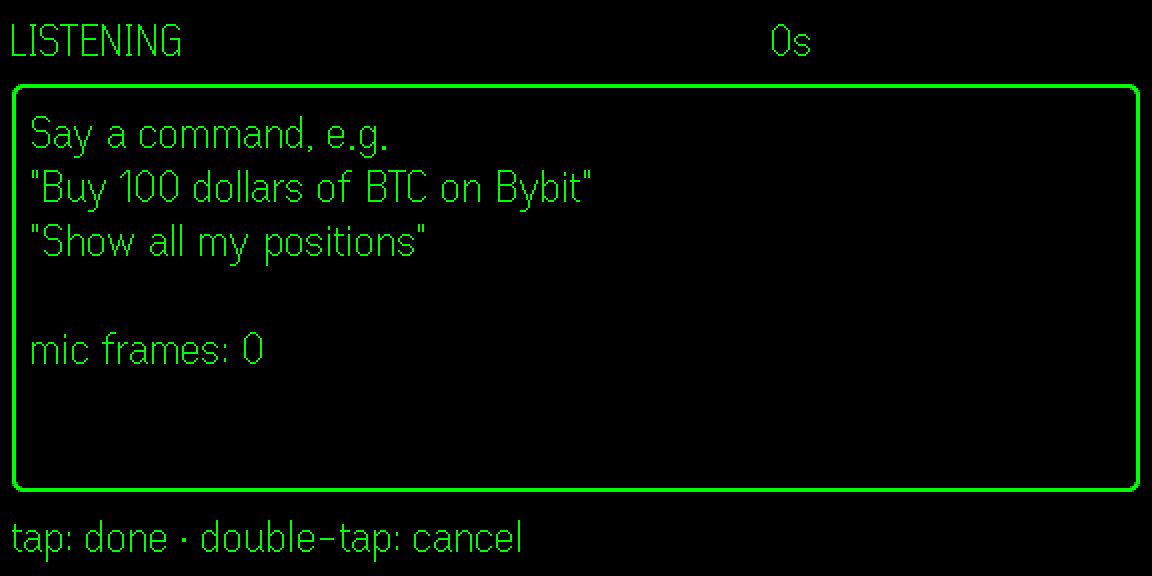 LISTENING 0s
Say a command, e.g.
"Buy 100 dollars of BTC on Bybit"
"Show all my positions"
mic frames: 0
tap: done · double-tap: cancel